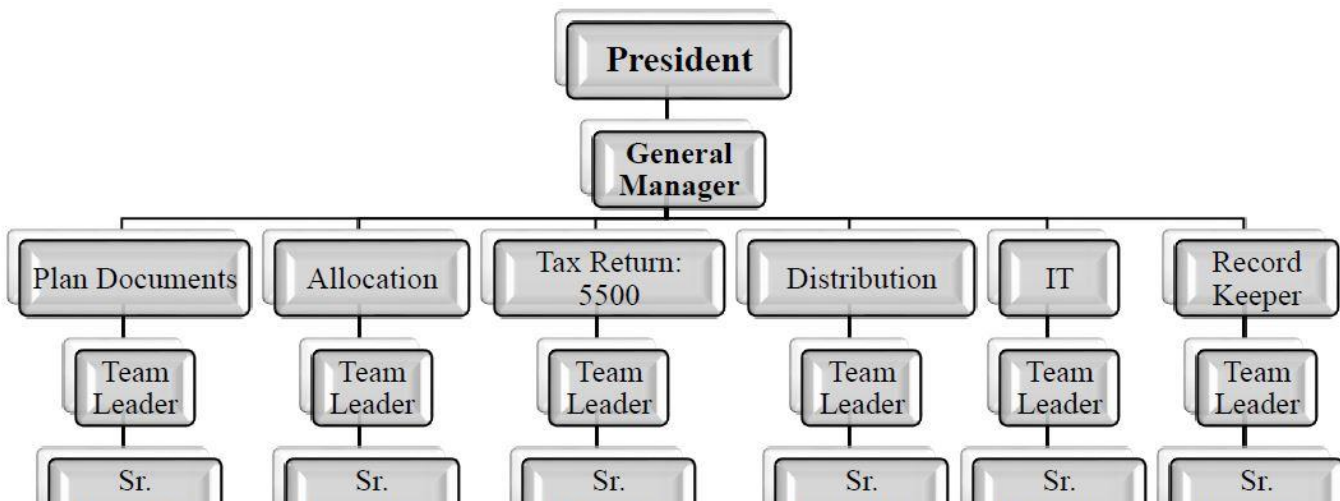 President
General
Manager
Plan Documents
Allocation
Tax Return:
5500
Distribution
IT
Record
Keeper
Team
Leader
Team
Leader
Team
Leader
Team
Leader
Team
Leader
Team
Leader
Sr.
Sr.
Sr.
Sr.
Sr.
Sr.